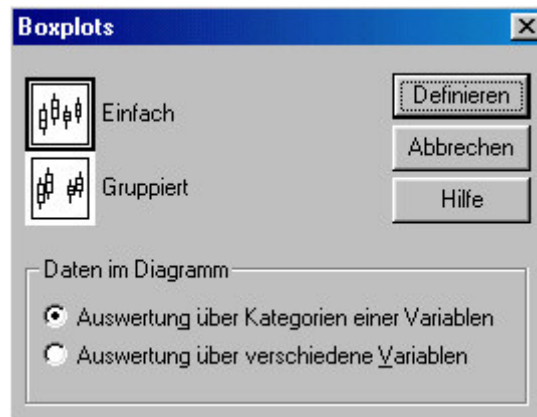 Boxplots
Einfach
Gruppiert
Definieren
Abbrechen
Hilfe
Daten im Diagramm
Auswertung über Kategorien einer Variablen
Auswertung über verschiedene Variablen